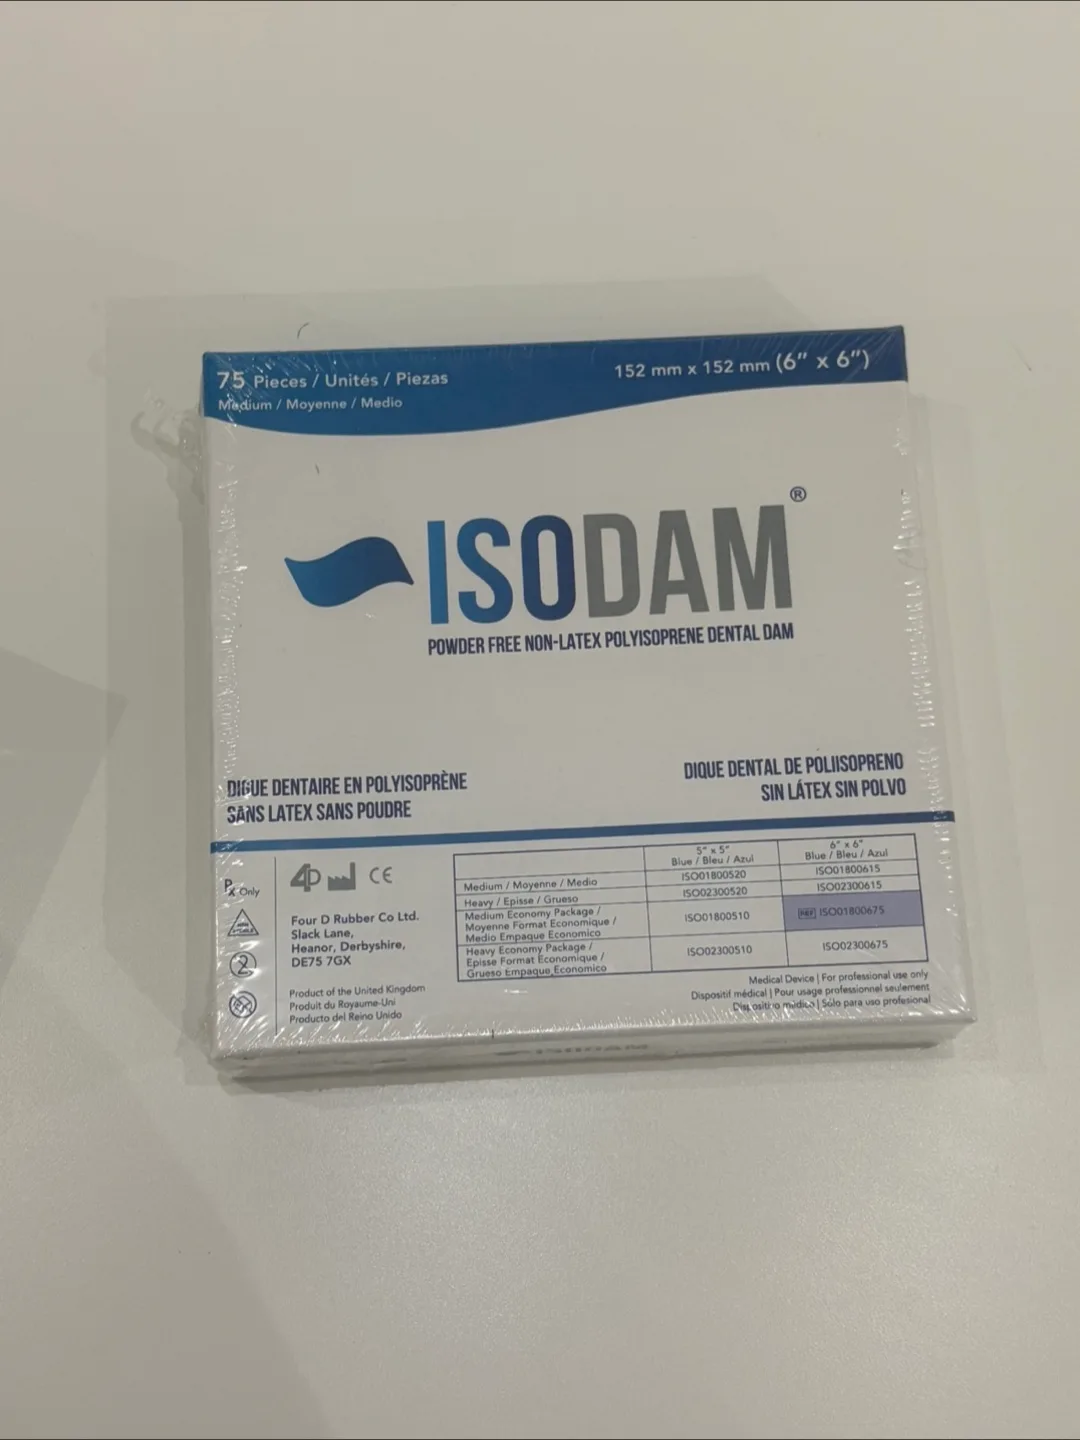 75 Pieces / Unités / Piezas
Medium / Moyenne / Medio
152 mm x 152 mm (6" x 6")
ISODAM®
POWDER FREE NON-LATEX POLYISOPRENE DENTAL DAM
DIGUE DENTAIRE EN POLYISOPRÈNE
SANS LATEX SANS POUDRE
DIQUE DENTAL DE POLIISOPRENO
SIN LÁTEX SIN POLVO
Rx Only
2
4D
CE
Four D Rubber Co Ltd.
Slack Lane,
Heanor, Derbyshire,
DE75 7GX
Product of the United Kingdom
Produit du Royaume-Uni
Producto del Reino Unido
5" x 5"
Blue / Bleu / Azul
6" x 6"
Blue / Bleu / Azul
Medium / Moyenne / Medio
ISO01800520
ISO01800615
Heavy / Episse / Grueso
ISO02300520
ISO02300615
Medium Economy Package /
Moyenne Format Economique /
Medio Empaque Economico
ISO01800510
REF ISO01800675
Heavy Economy Package /
Episse Format Economique /
Grueso Empaque Economico
ISO02300510
ISO02300675
Medical Device | For professional use only
Dispositif médical | Pour usage professionnel seulement
Dispositivo médico | Sólo para uso profesional
ISODAM